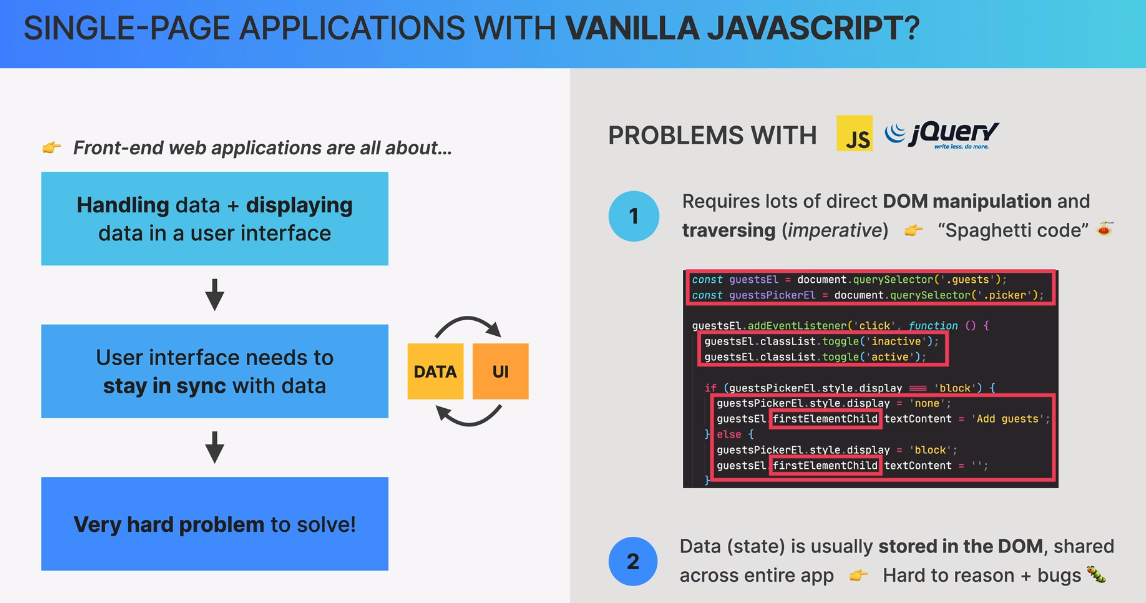 SINGLE-PAGE APPLICATIONS WITH VANILLA JAVASCRIPT?
👉 Front-end web applications are all about...
Handling data + displaying
data in a user interface
User interface needs to
stay in sync with data
DATA
UI
Very hard problem to solve!
PROBLEMS WITH
JS
jQuery
write less. do more.
1
Requires lots of direct DOM manipulation and
traversing (imperative) 👉 “Spaghetti code” 🍝
const guestsEl = document.querySelector('.guests');
const guestsPickerEl = document.querySelector('.picker');
guestsEl.addEventListener('click', function () {
guestsEl.classList.toggle('inactive');
guestsEl.classList.toggle('active');
if (guestsPickerEl.style.display === 'block') {
guestsPickerEl.style.display = 'none';
guestsEl firstElementChild textContent = 'Add guests';
} else {
guestsPickerEl.style.display = 'block';
guestsEl firstElementChild textContent = '';
}
2
Data (state) is usually stored in the DOM, shared
across entire app 👉 Hard to reason + bugs 🐛